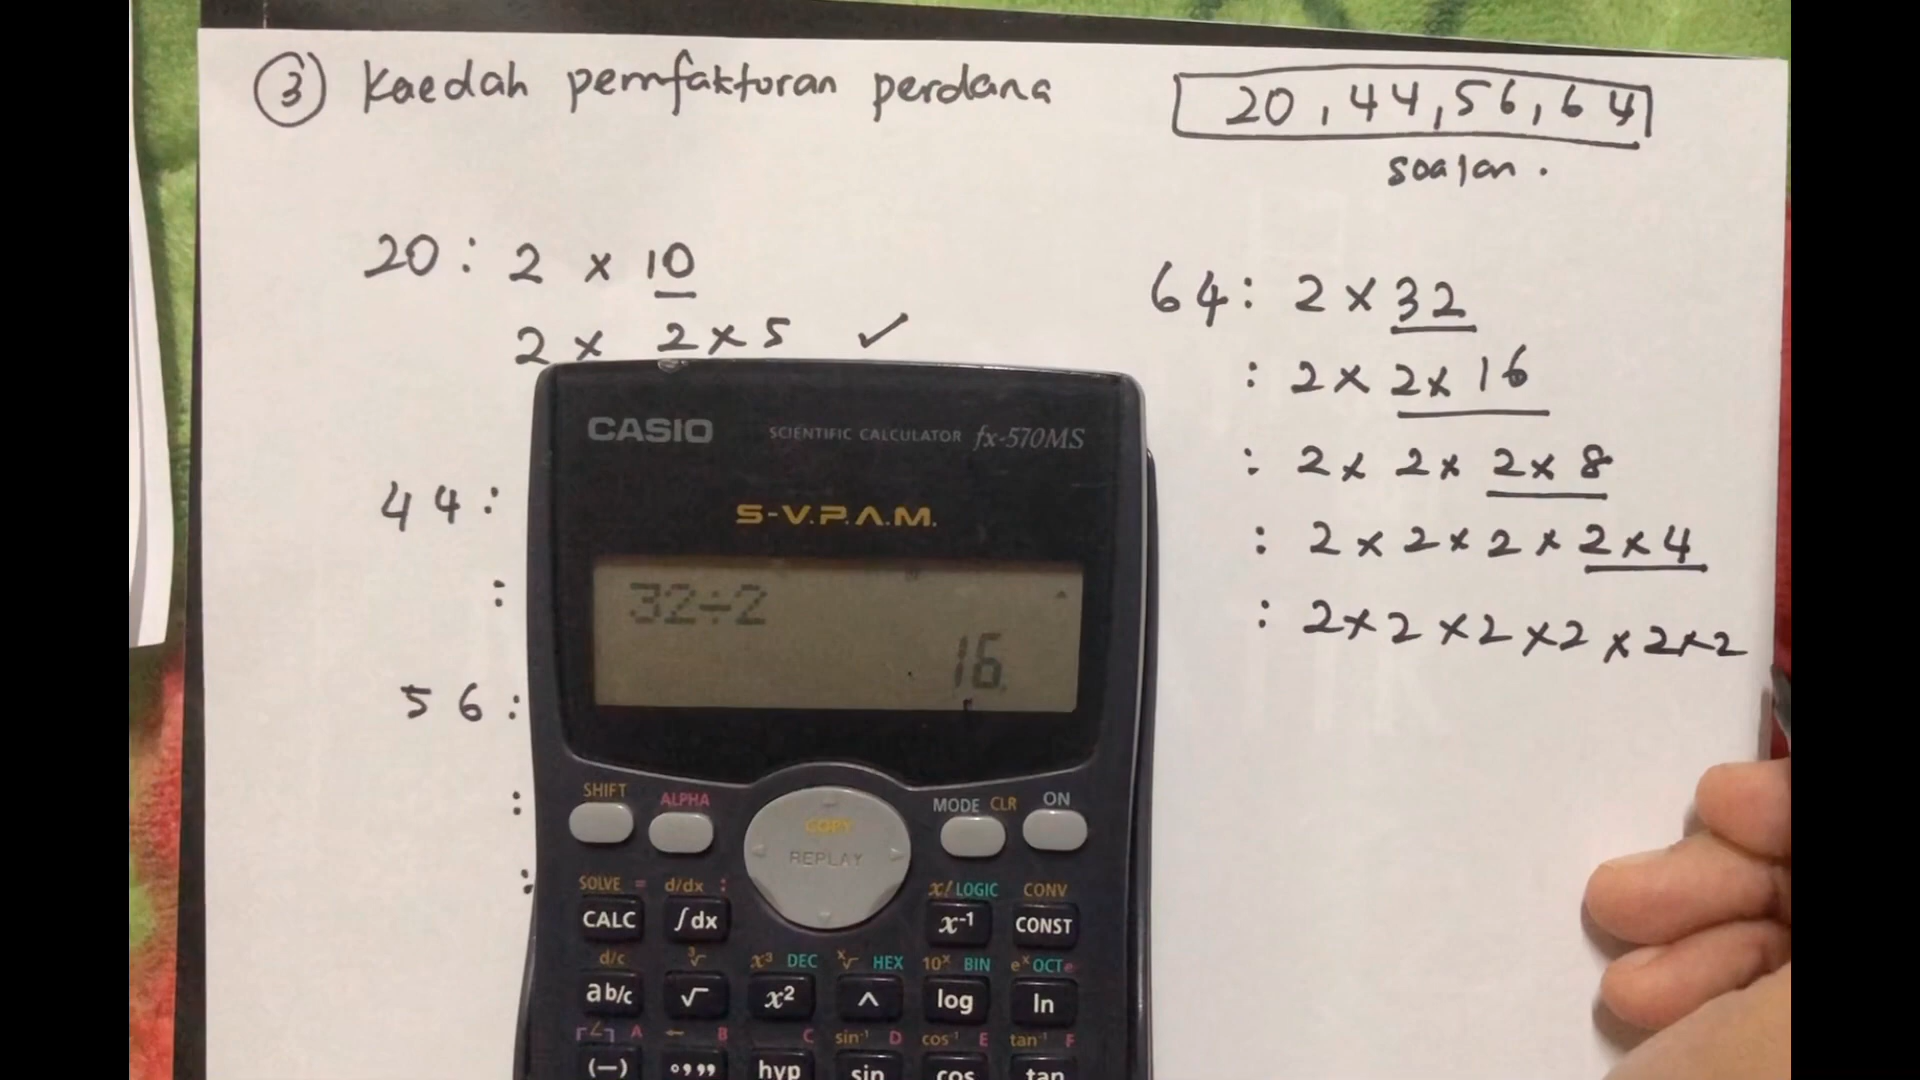 3 Kaedah pemfaktoran perdana
20, 44, 56, 64
soalan.
20: 2 × 10
2 × 2 × 5 ✓
44:
:
56:
:
:
64: 2 × 32
: 2 × 2 × 16
: 2 × 2 × 2 × 8
: 2 × 2 × 2 × 2 × 4
: 2 × 2 × 2 × 2 × 2 × 2
CASIO SCIENTIFIC CALCULATOR fx-570MS
S-V.P.A.M.
32÷2
16.
SHIFT ALPHA MODE CLR ON
COPY
REPLAY
SOLVE = d/dx : x! LOGIC CONV
CALC ∫dx x⁻¹ CONST
d/c ³√ x³ DEC ˣ√ HEX 10ˣ BIN eˣ OCT e
ab/c √ x² ^ log ln
∠ A ← B C sin⁻¹ D cos⁻¹ E tan⁻¹ F
(−) °,,, hyp sin cos tan